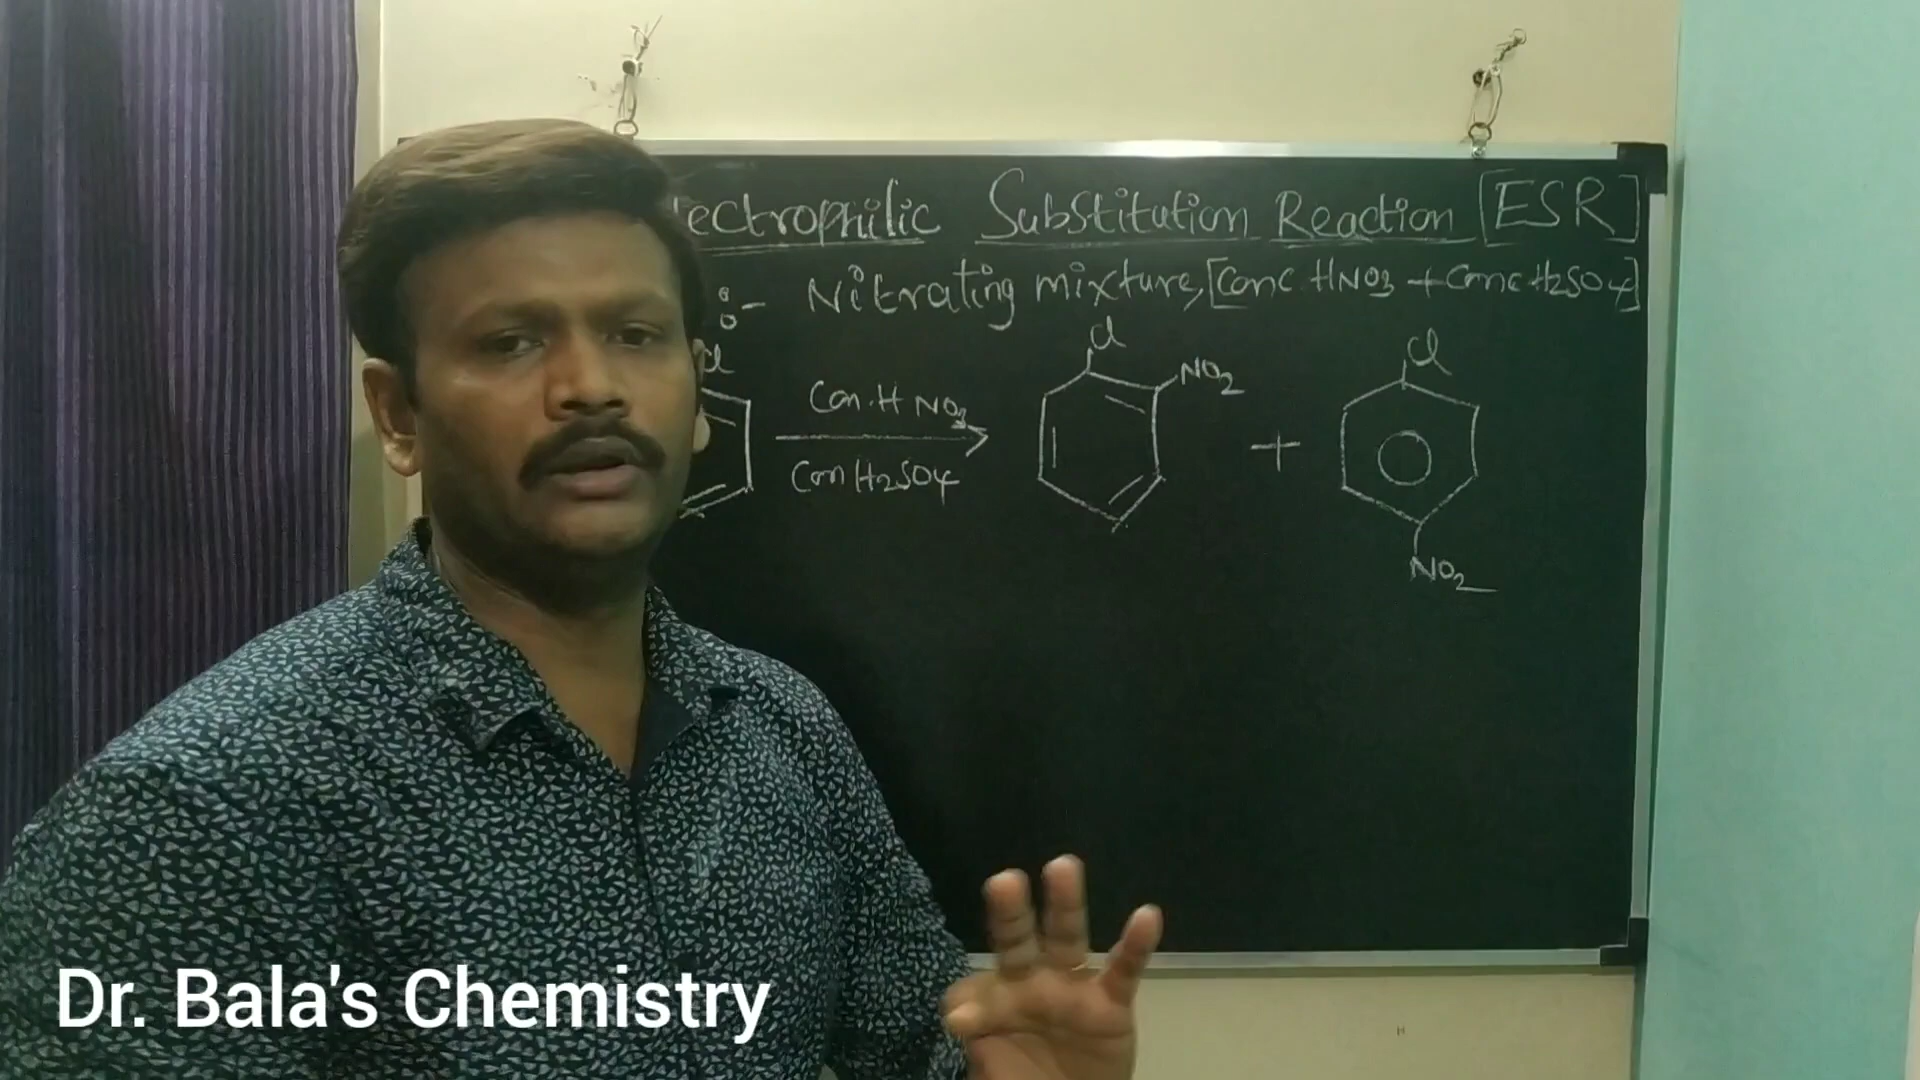 ectrophilic Substitution Reaction [ESR]
:- Nitrating mixture, [Conc HNO3 + Conc H2SO4]
Cl
Con. HNO3
Con H2SO4
Cl
NO2
+
Cl
NO2
Dr. Bala's Chemistry